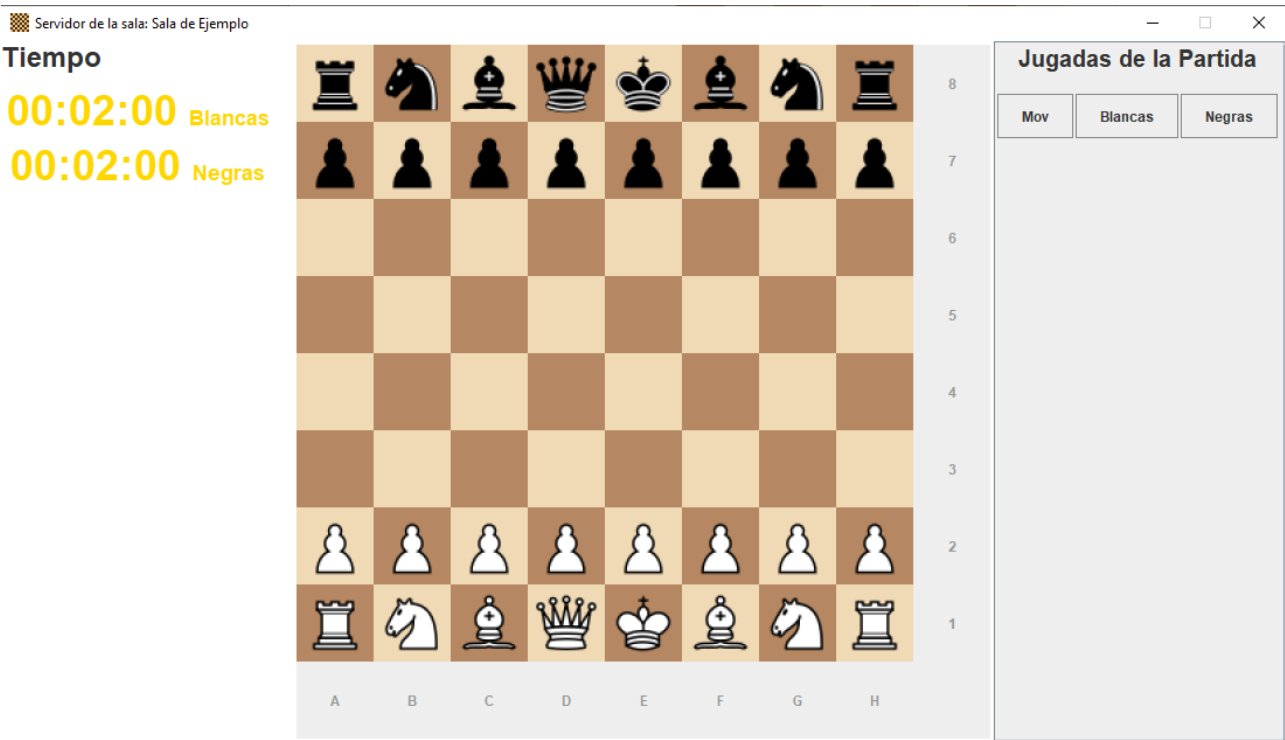 Servidor de la sala: Sala de Ejemplo
Tiempo
00:02:00 Blancas
00:02:00 Negras
8
7
6
5
4
3
2
1
A B C D E F G H
Jugadas de la Partida
Mov Blancas Negras